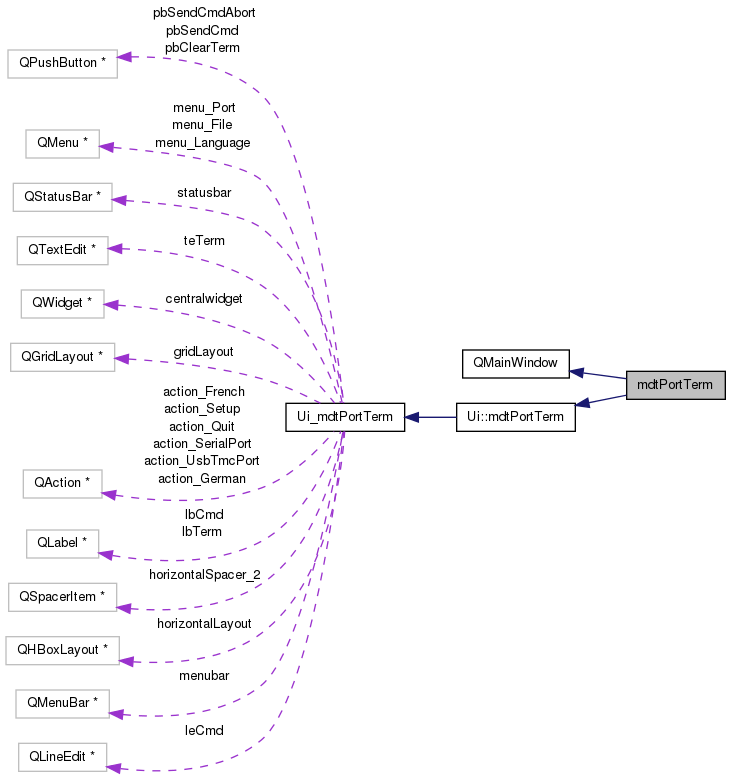 pbSendCmdAbort
pbSendCmd
pbClearTerm
QPushButton *
menu_Port
menu_File
menu_Language
QMenu *
statusbar
QStatusBar *
teTerm
QTextEdit *
centralwidget
QWidget *
gridLayout
QGridLayout *
QMainWindow
mdtPortTerm
Ui::mdtPortTerm
Ui_mdtPortTerm
action_French
action_Setup
action_Quit
action_SerialPort
action_UsbTmcPort
action_German
QAction *
lbCmd
lbTerm
QLabel *
horizontalSpacer_2
QSpacerItem *
horizontalLayout
QHBoxLayout *
menubar
QMenuBar *
leCmd
QLineEdit *